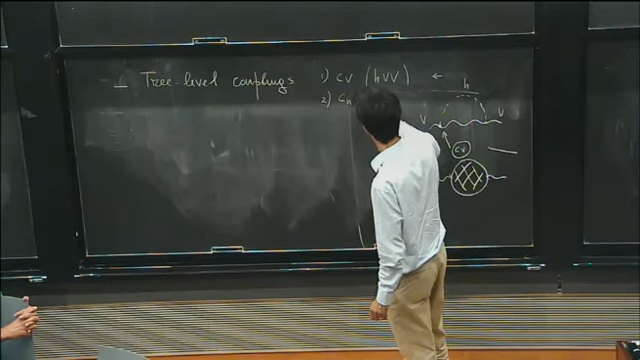 — Tree-level couplings
1) CV (hVV) ←
2) Ch
h
V V
CV